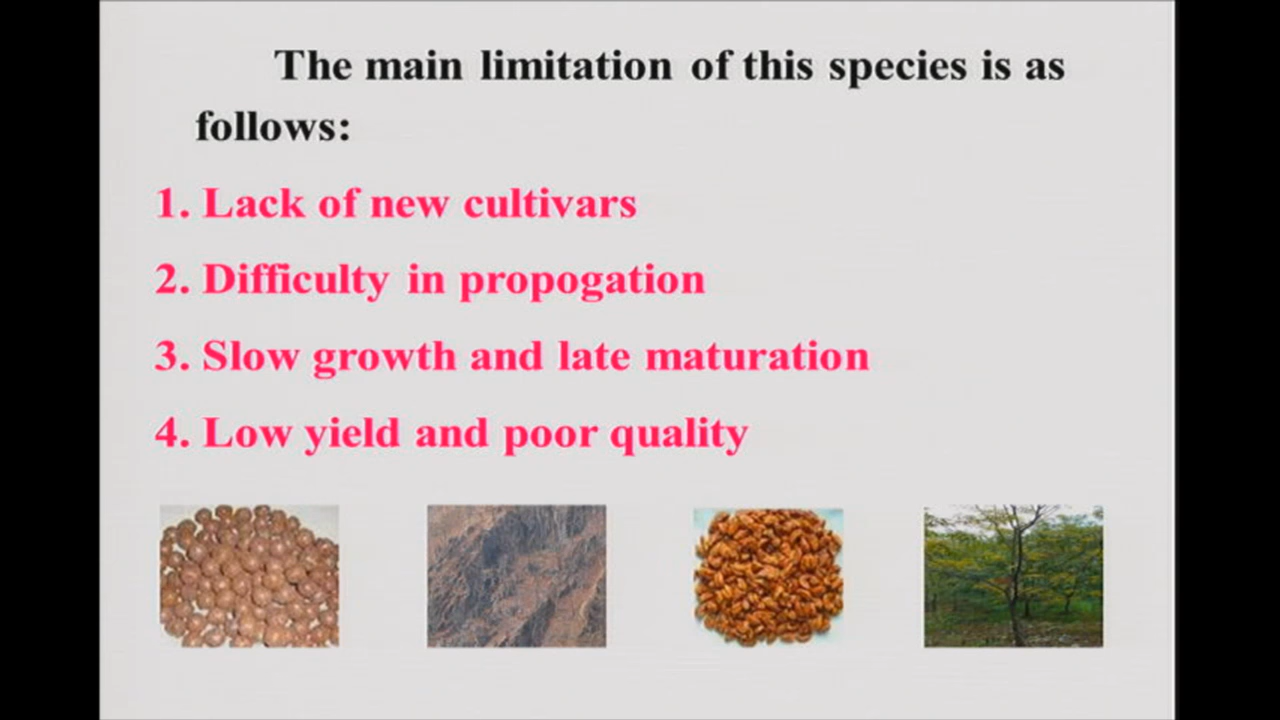 The main limitation of this species is as
follows:
1. Lack of new cultivars
2. Difficulty in propogation
3. Slow growth and late maturation
4. Low yield and poor quality